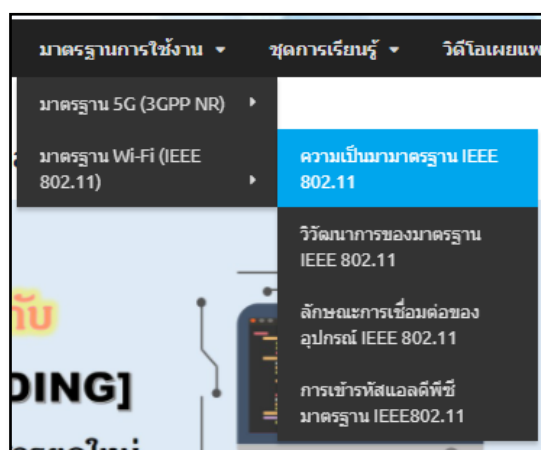 มาตรฐานการใช้งาน ชุดการเรียนรู้ วิดีโอเผยแพ
มาตรฐาน 5G (3GPP NR)
มาตรฐาน Wi-Fi (IEEE
802.11)
ความเป็นมามาตรฐาน IEEE
802.11
วิวัฒนาการของมาตรฐาน
IEEE 802.11
ลักษณะการเชื่อมต่อของ
อุปกรณ์ IEEE 802.11
การเข้ารหัสแอลดีพีซี
มาตรฐาน IEEE802.11
กับ
DING]